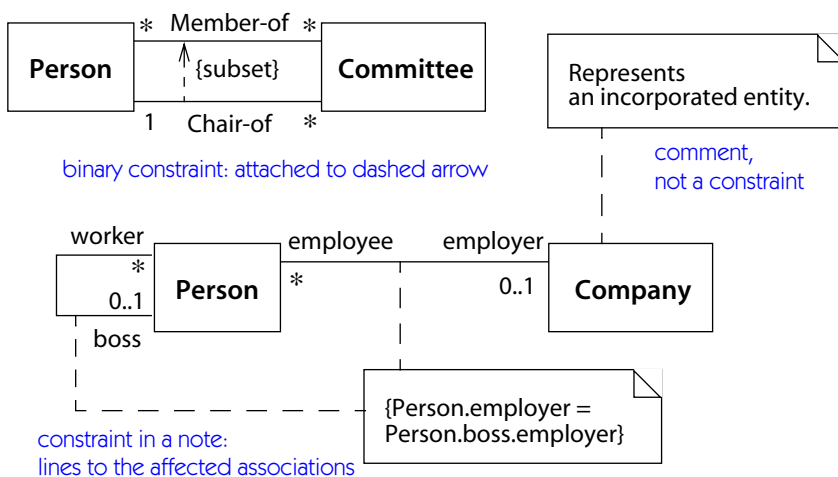 * Member-of *
Person {subset} Committee
1 Chair-of *
Represents
an incorporated entity.
binary constraint: attached to dashed arrow
comment,
not a constraint
worker employee employer
* Person * 0..1 Company
0..1
boss
{Person.employer =
Person.boss.employer}
constraint in a note:
lines to the affected associations